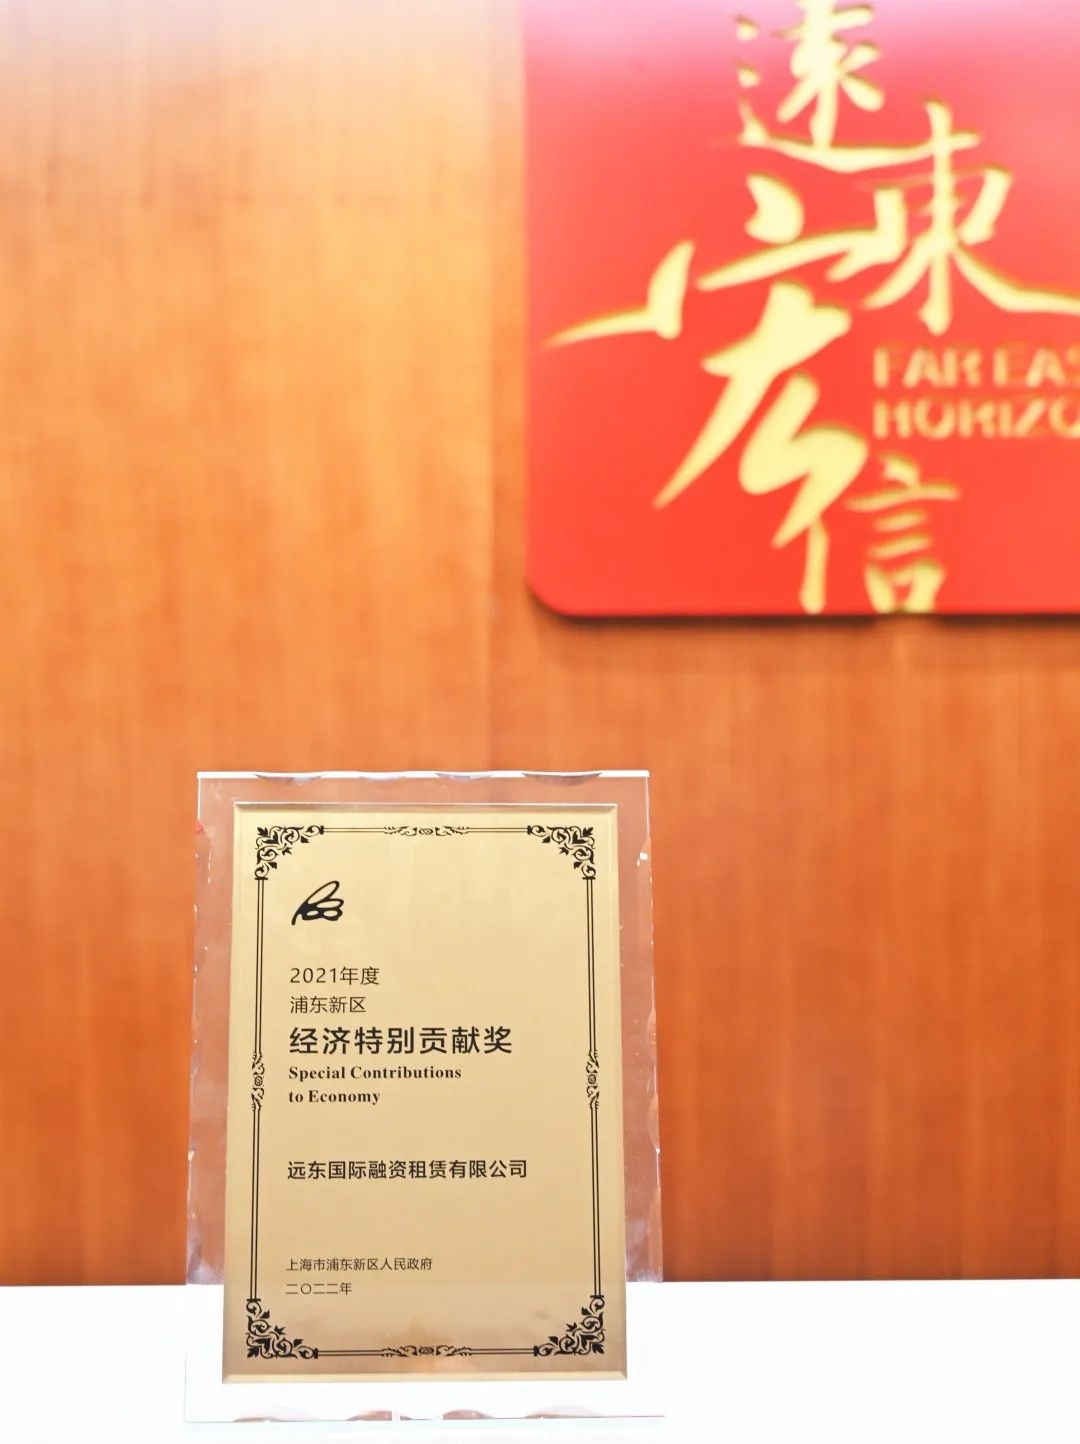 遠東宏信
FAR EAS
HORIZO
2021年度
浦东新区
经济特别贡献奖
Special Contributions
to Economy
远东国际融资租赁有限公司
上海市浦东新区人民政府
二〇二二年